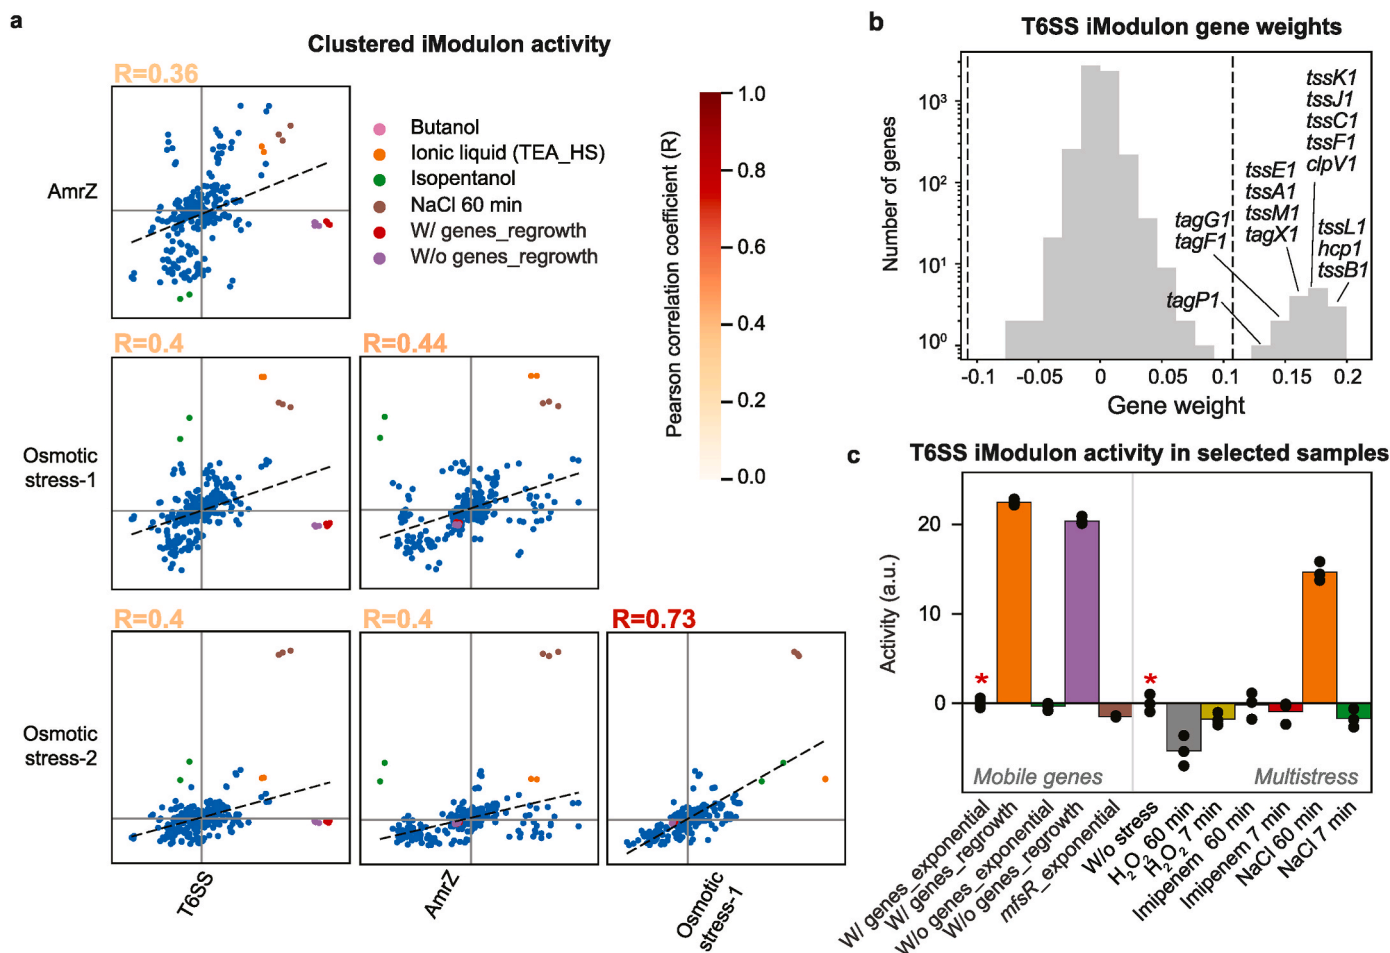 a
Clustered iModulon activity
R=0.36
AmrZ
Butanol
Ionic liquid (TEA_HS)
Isopentanol
NaCl 60 min
W/ genes_regrowth
W/o genes_regrowth
R=0.4
R=0.44
Osmotic
stress-1
R=0.4
R=0.4
R=0.73
Osmotic
stress-2
T6SS
AmrZ
Osmotic
stress-1
Pearson correlation coefficient (R)
1.0
0.8
0.6
0.4
0.2
0.0
b
T6SS iModulon gene weights
Number of genes
10³
10²
10¹
10⁰
tagP1
tagG1
tagF1
tssE1
tssA1
tssM1
tagX1
tssK1
tssJ1
tssC1
tssF1
clpV1
tssL1
hcp1
tssB1
-0.1
-0.05
0
0.05
0.1
0.15
0.2
Gene weight
c
T6SS iModulon activity in selected samples
Activity (a.u.)
20
10
0
*
*
Mobile genes
Multistress
W/ genes_exponential
W/ genes_regrowth
W/o genes_exponential
W/o genes_regrowth
mfsR_exponential
W/o stress
H₂O₂ 60 min
H₂O₂ 7 min
Imipenem 60 min
Imipenem 7 min
NaCl 60 min
NaCl 7 min